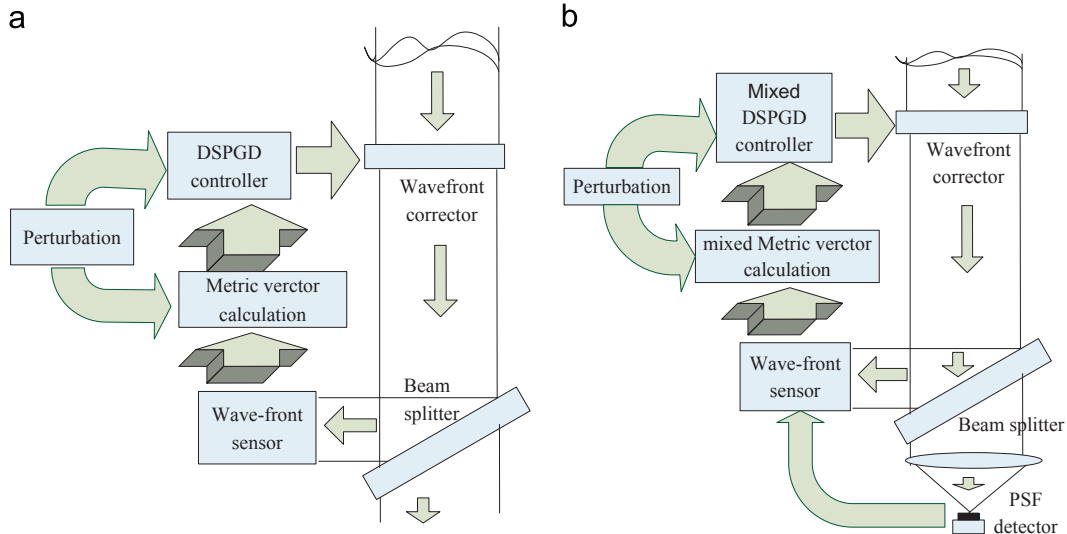 a
DSPGD
controller
Wavefront
corrector
Perturbation
Metric verctor
calculation
Wave-front
sensor
Beam
splitter
b
Mixed
DSPGD
controller
Wavefront
corrector
Perturbation
mixed Metric verctor
calculation
Wave-front
sensor
Beam splitter
PSF
detector